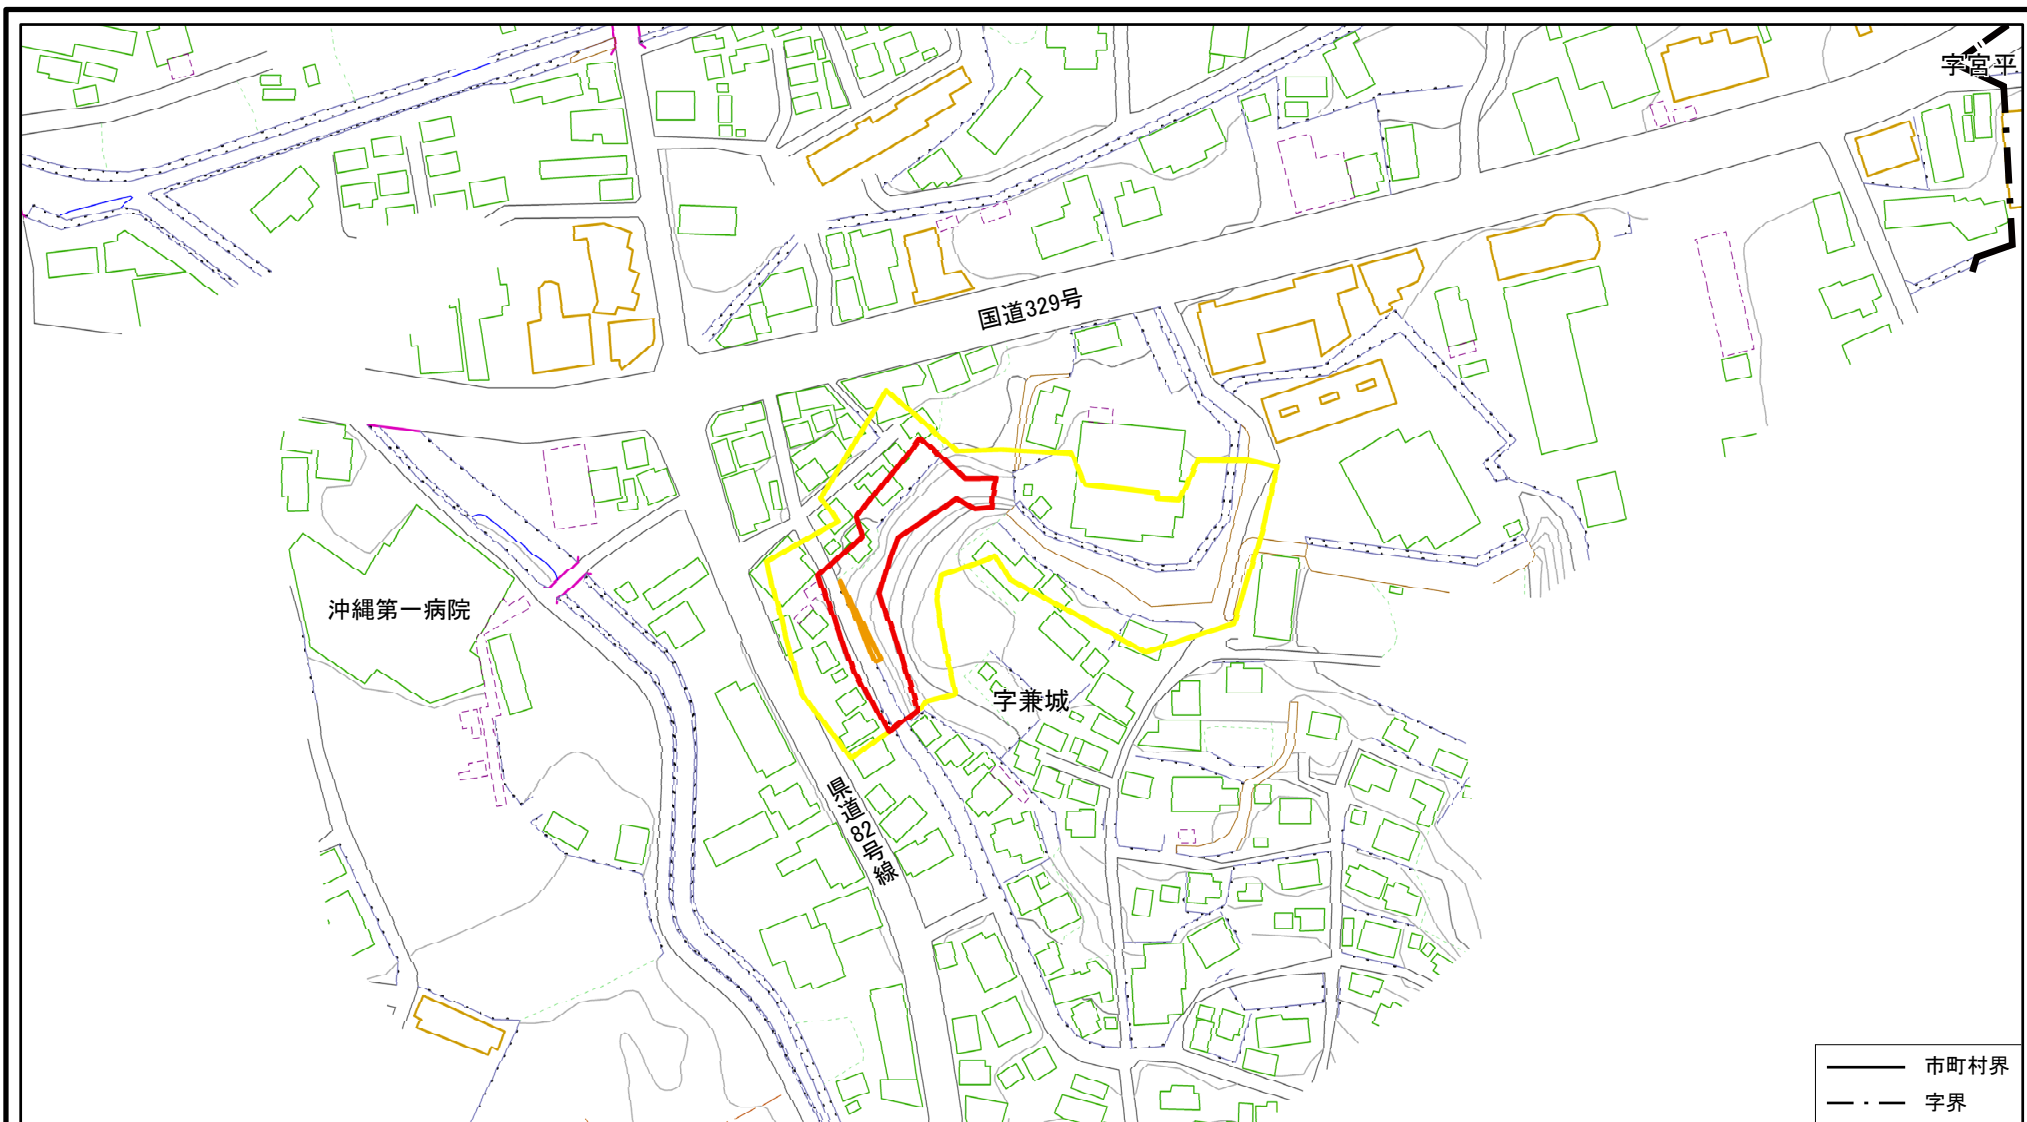 字宮平
国道329号
沖縄第一病院
字兼城
県道82号線
市町村界
字界